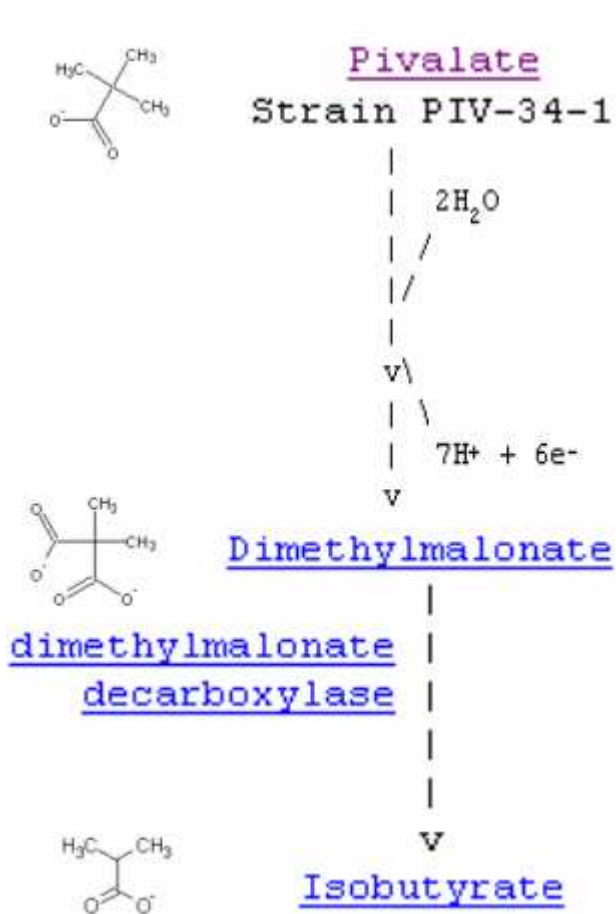 CH₃
H₃C
CH₃
O⁻
O
Pivalate
Strain PIV-34-1
2H₂O
7H⁺ + 6e⁻
O
CH₃
CH₃
O⁻
O
O⁻
Dimethylmalonate
dimethylmalonate
decarboxylase
H₃C
CH₃
O
O⁻
Isobutyrate